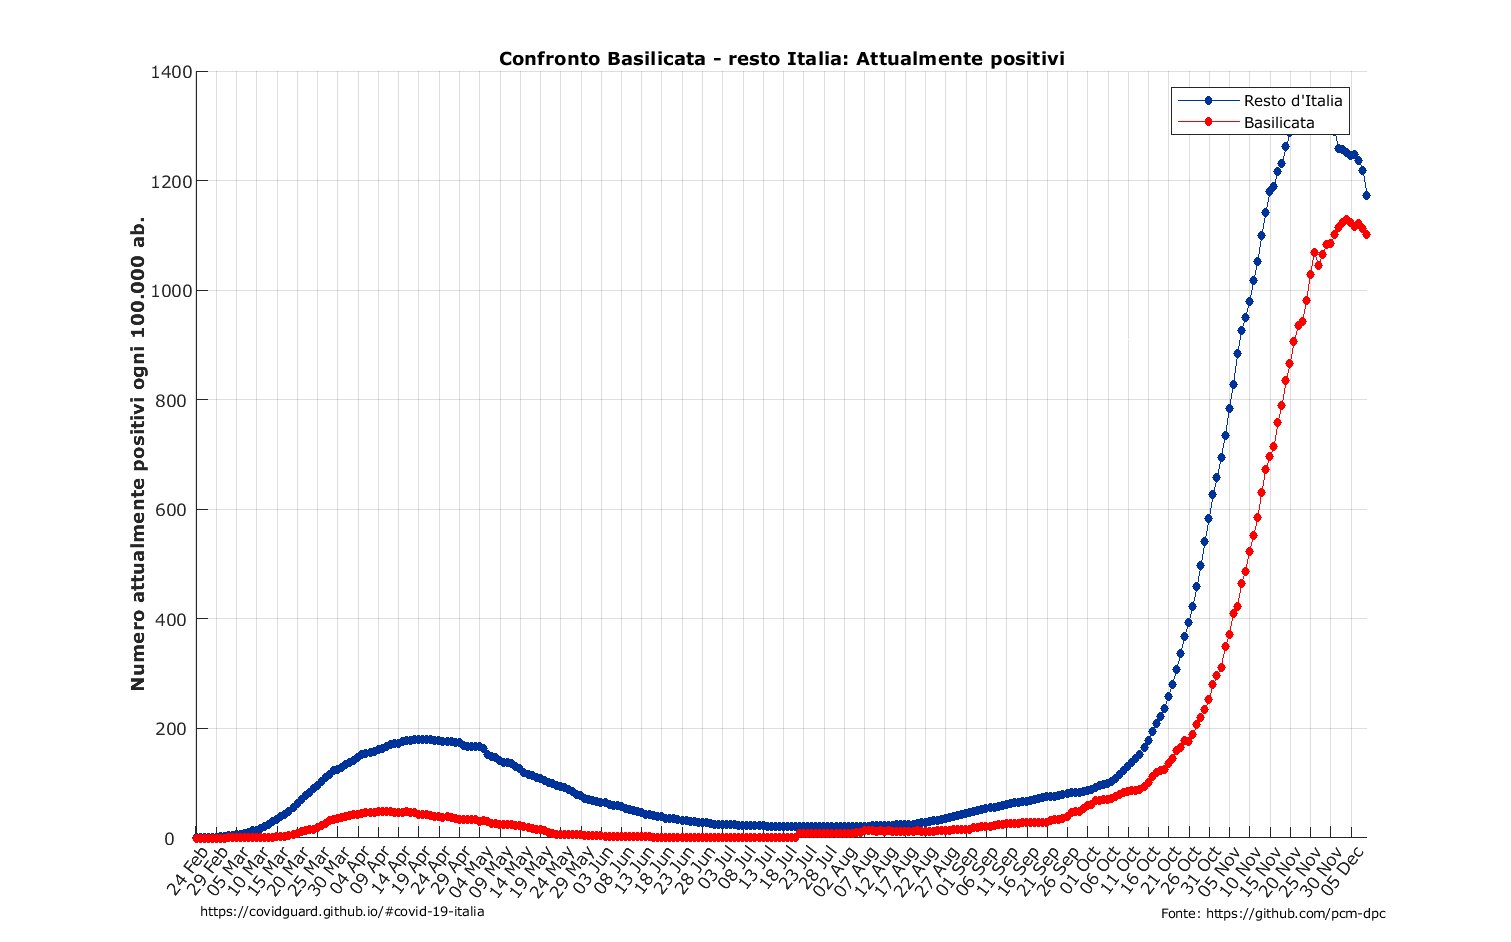 Confronto Basilicata - resto Italia: Attualmente positivi
Numero attualmente positivi ogni 100.000 ab.
1400
1200
1000
800
600
400
200
0
Resto d'Italia
Basilicata
24 Feb
29 Feb
05 Mar
10 Mar
15 Mar
20 Mar
25 Mar
30 Mar
04 Apr
09 Apr
14 Apr
19 Apr
24 Apr
29 Apr
04 May
09 May
14 May
19 May
24 May
29 May
03 Jun
08 Jun
13 Jun
18 Jun
23 Jun
28 Jun
03 Jul
08 Jul
13 Jul
18 Jul
23 Jul
28 Jul
02 Aug
07 Aug
12 Aug
17 Aug
22 Aug
27 Aug
01 Sep
06 Sep
11 Sep
16 Sep
21 Sep
26 Sep
01 Oct
06 Oct
11 Oct
16 Oct
21 Oct
26 Oct
31 Oct
05 Nov
10 Nov
15 Nov
20 Nov
25 Nov
30 Nov
05 Dec
https://covidguard.github.io/#covid-19-italia
Fonte: https://github.com/pcm-dpc